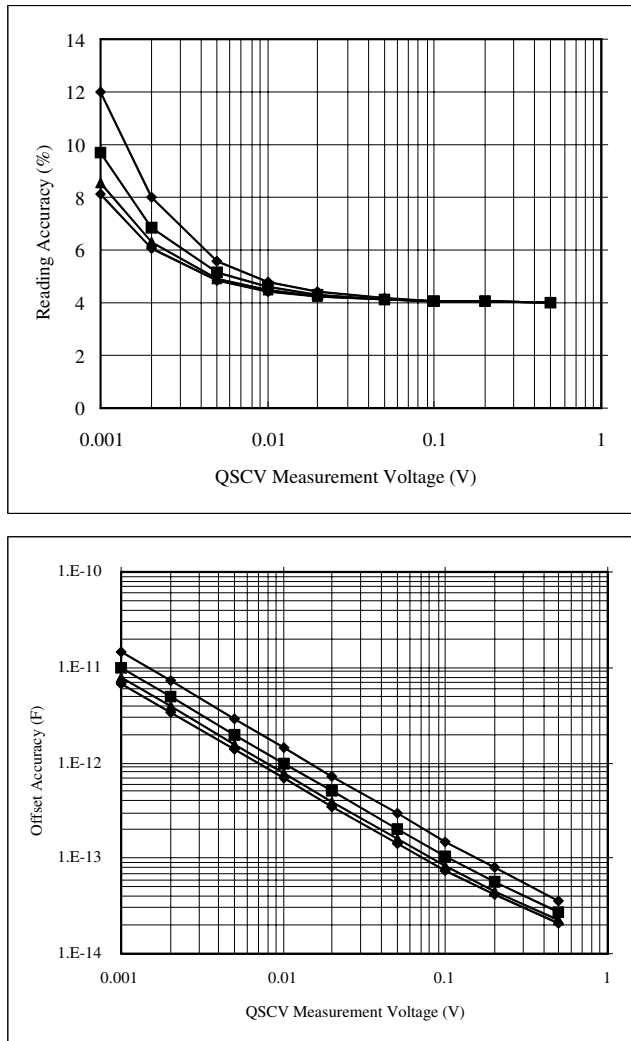 14
12
10
8
6
4
2
0
Reading Accuracy (%)
0.001 0.01 0.1 1
QSCV Measurement Voltage (V)
1.E-10
1.E-11
1.E-12
1.E-13
1.E-14
Offset Accuracy (F)
0.001 0.01 0.1 1
QSCV Measurement Voltage (V)